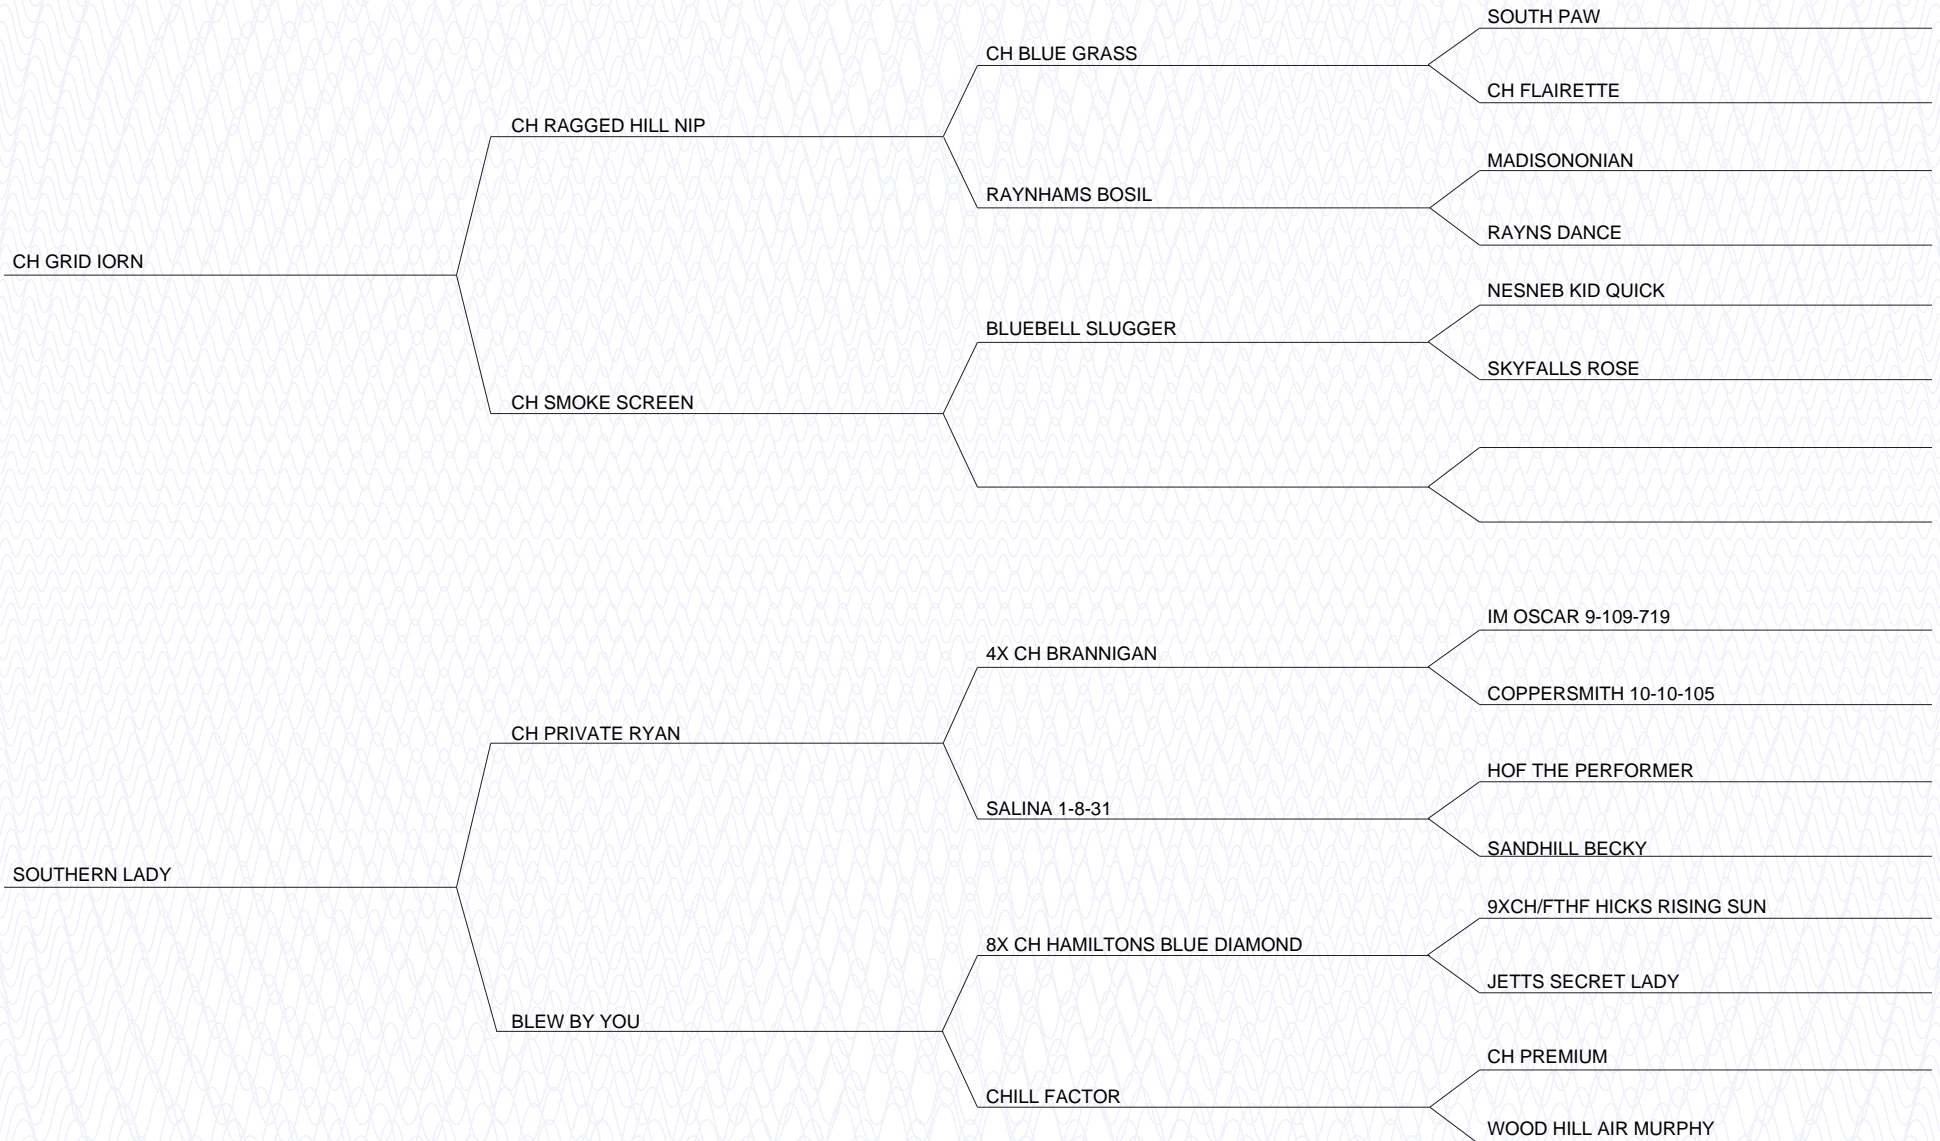 SOUTH PAW
CH BLUE GRASS
CH FLAIRETTE
CH RAGGED HILL NIP
MADISONONIAN
RAYNHAMS BOSIL
RAYNS DANCE
CH GRID IORN
NESNEB KID QUICK
BLUEBELL SLUGGER
SKYFALLS ROSE
CH SMOKE SCREEN
IM OSCAR 9-109-719
4X CH BRANNIGAN
COPPERSMITH 10-10-105
CH PRIVATE RYAN
HOF THE PERFORMER
SALINA 1-8-31
SANDHILL BECKY
SOUTHERN LADY
9XCH/FTHF HICKS RISING SUN
8X CH HAMILTONS BLUE DIAMOND
JETTS SECRET LADY
BLEW BY YOU
CH PREMIUM
CHILL FACTOR
WOOD HILL AIR MURPHY